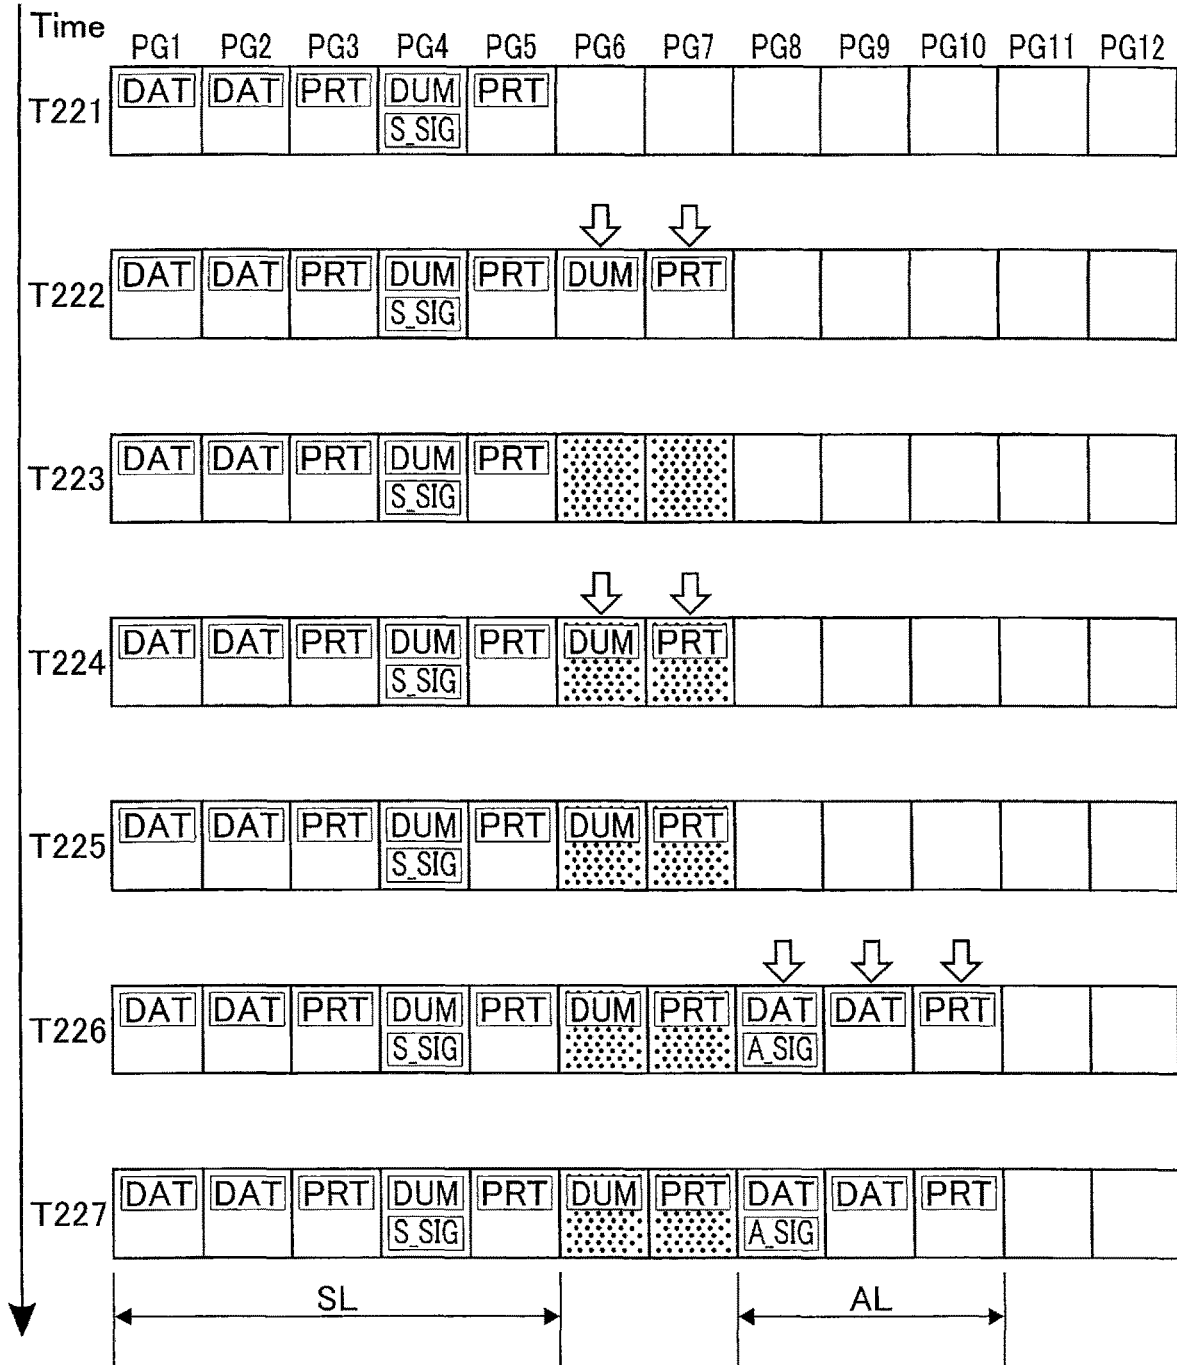 Time
PG1 PG2 PG3 PG4 PG5 PG6 PG7 PG8 PG9 PG10 PG11 PG12
T221 DAT DAT PRT DUM PRT
S_SIG
T222 DAT DAT PRT DUM PRT DUM PRT
S_SIG
T223 DAT DAT PRT DUM PRT
S_SIG
T224 DAT DAT PRT DUM PRT DUM PRT
S_SIG
T225 DAT DAT PRT DUM PRT DUM PRT
S_SIG
T226 DAT DAT PRT DUM PRT DUM PRT DAT DAT PRT
S_SIG A_SIG
T227 DAT DAT PRT DUM PRT DUM PRT DAT DAT PRT
S_SIG A_SIG
SL AL